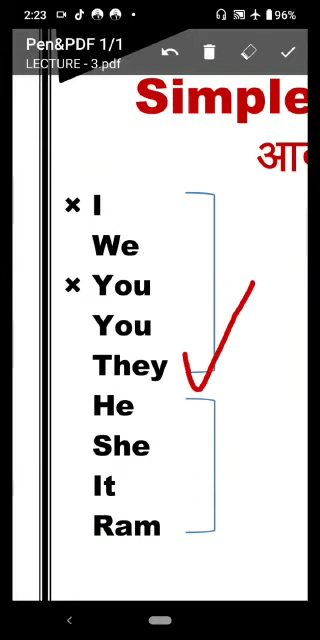 2:23 96%
Pen&PDF 1/1
LECTURE - 3.pdf
Simple
× I
We
× You
You
They
He
She
It
Ram